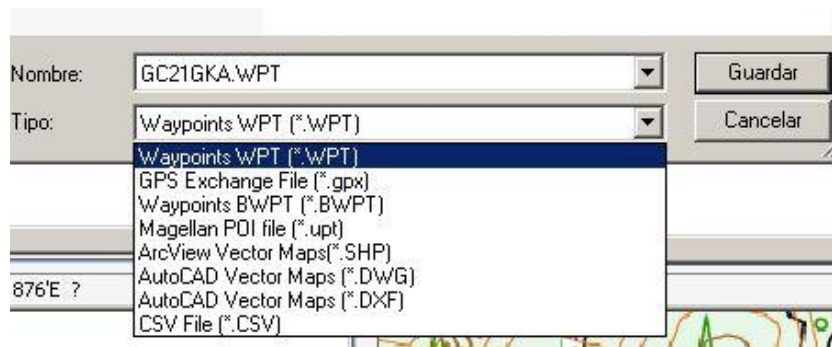 Nombre: GC21GKA.WPT Guardar
Tipo: Waypoints WPT (*.WPT) Cancelar
Waypoints WPT (*.WPT)
GPS Exchange File (*.gpx)
Waypoints BWPT (*.BWPT)
Magellan POI file (*.upt)
ArcView Vector Maps(*.SHP)
AutoCAD Vector Maps (*.DWG)
876'E ?
AutoCAD Vector Maps (*.DXF)
CSV File (*.CSV)